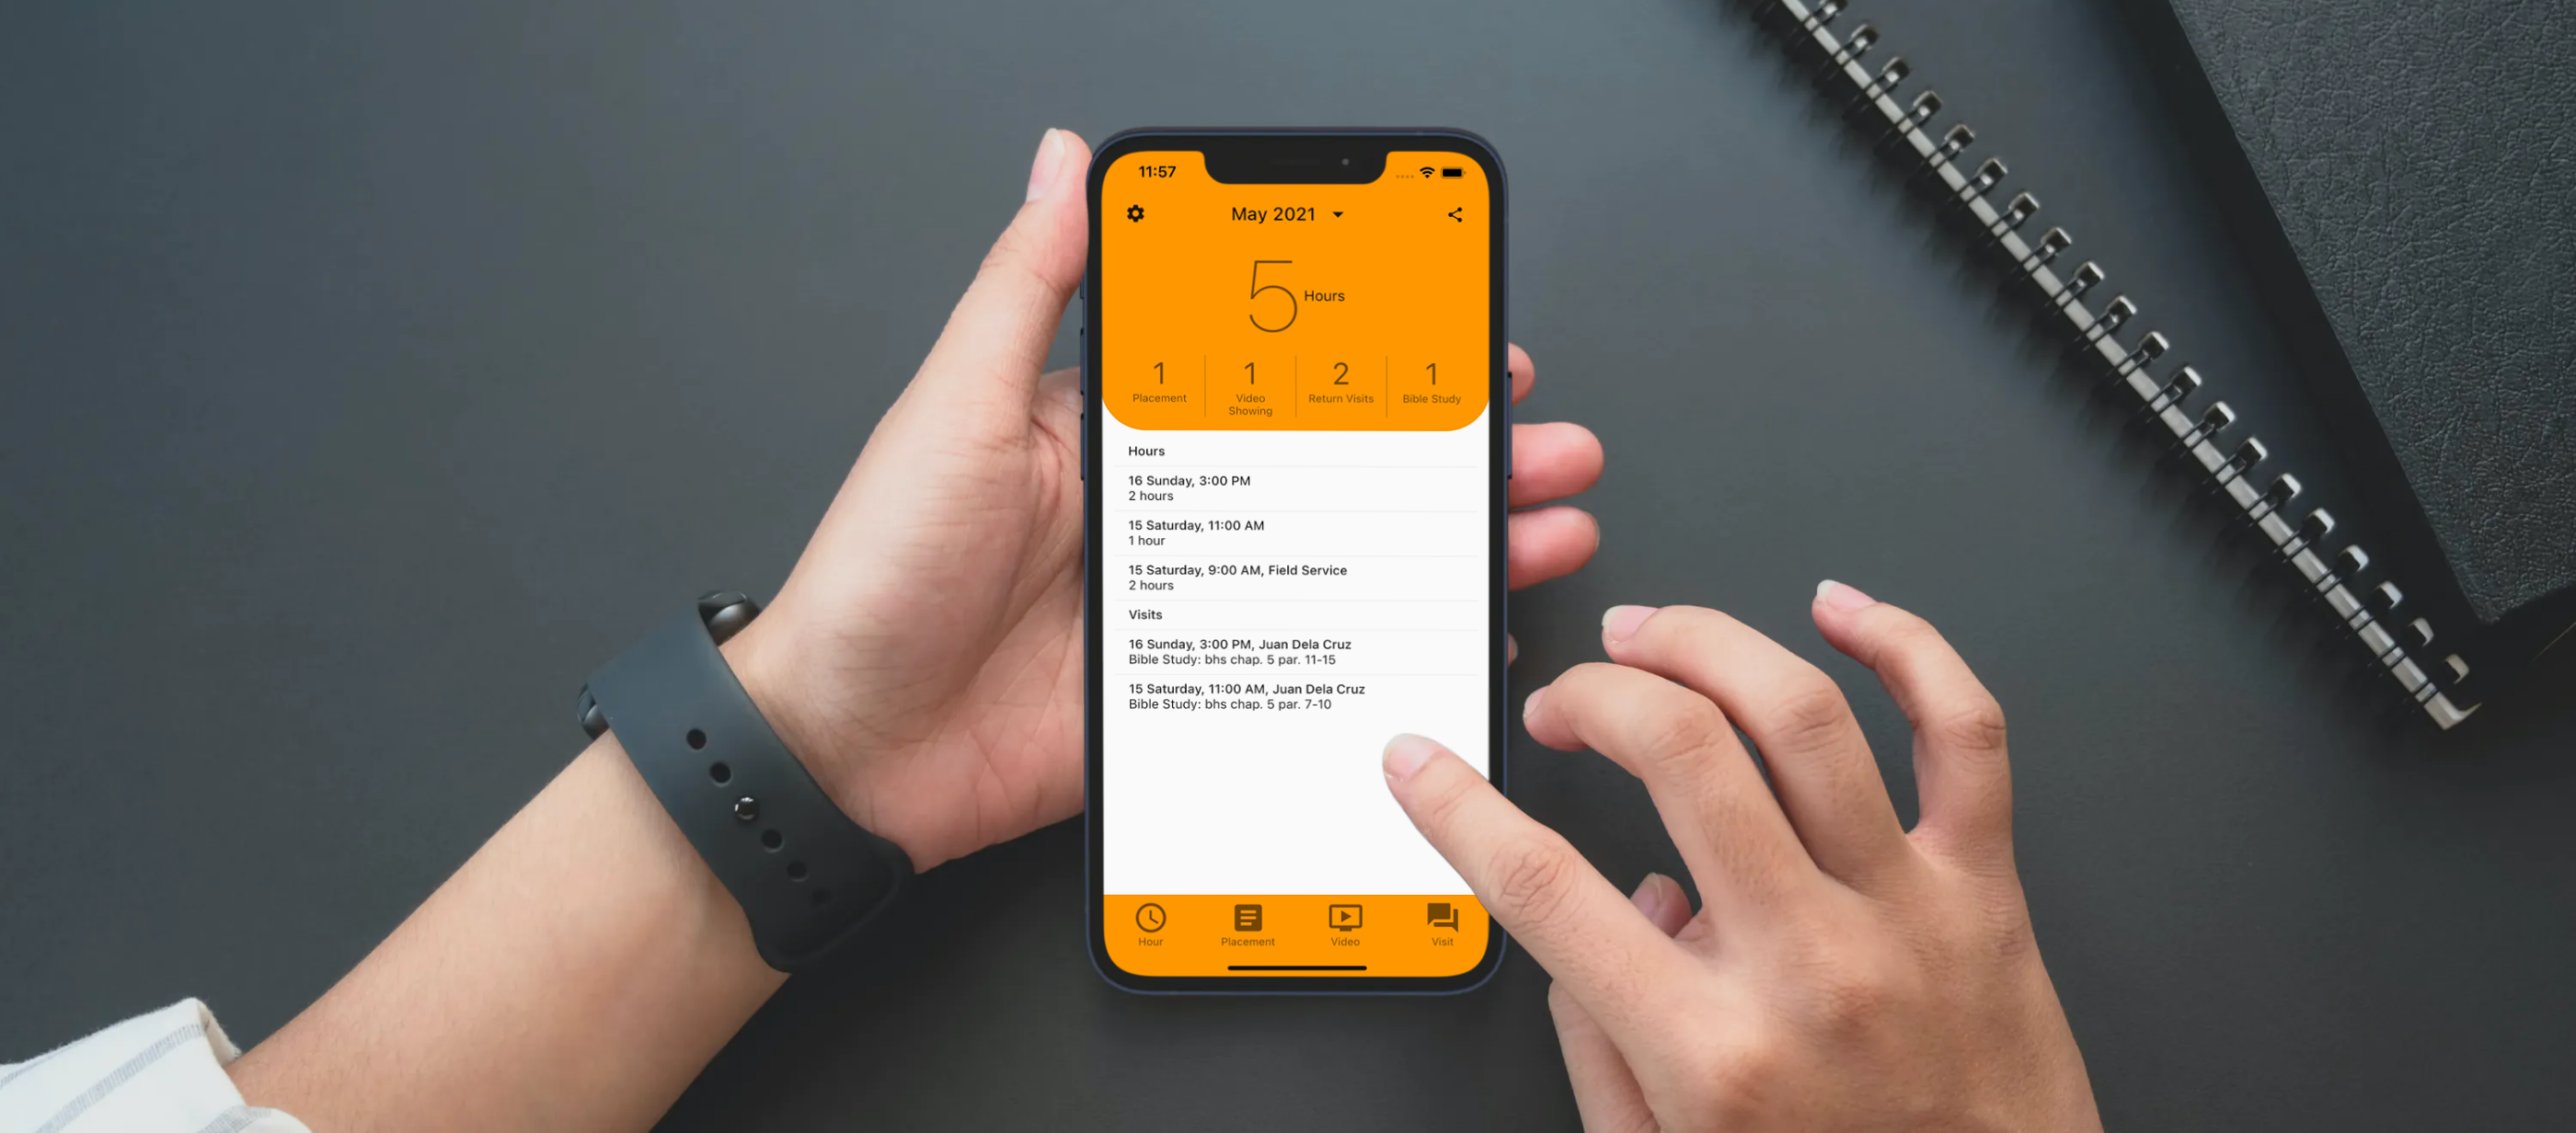 11:57
May 2021
5 Hours
1
Placement
1
Video
Showing
2
Return Visits
1
Bible Study
Hours
16 Sunday, 3:00 PM
2 hours
15 Saturday, 11:00 AM
1 hour
15 Saturday, 9:00 AM, Field Service
2 hours
Visits
16 Sunday, 3:00 PM, Juan Dela Cruz
Bible Study: bhs chap. 5 par. 11-15
15 Saturday, 11:00 AM, Juan Dela Cruz
Bible Study: bhs chap. 5 par. 7-10
Hour
Placement
Video
Visit